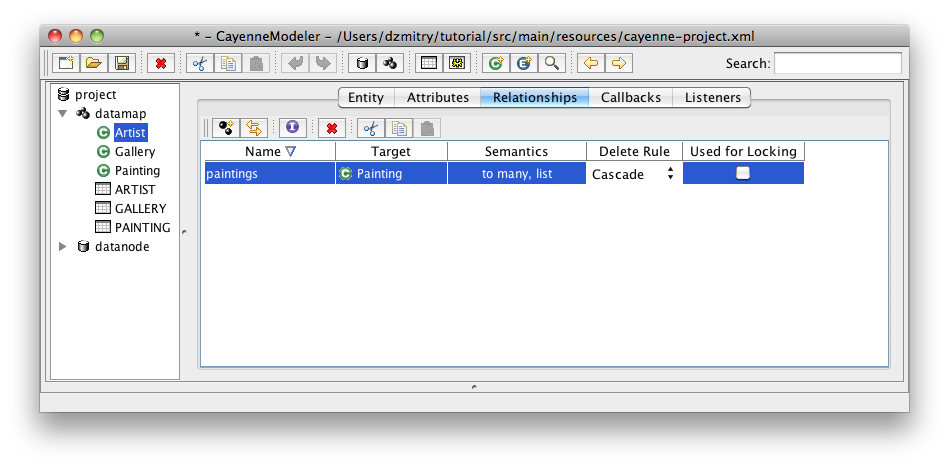 * - CayenneModeler - /Users/dzmitry/tutorial/src/main/resources/cayenne-project.xml
Search:
project
datamap
C Artist
C Gallery
C Painting
ARTIST
GALLERY
PAINTING
datanode
Entity Attributes Relationships Callbacks Listeners
Name Target Semantics Delete Rule Used for Locking
paintings C Painting to many, list Cascade